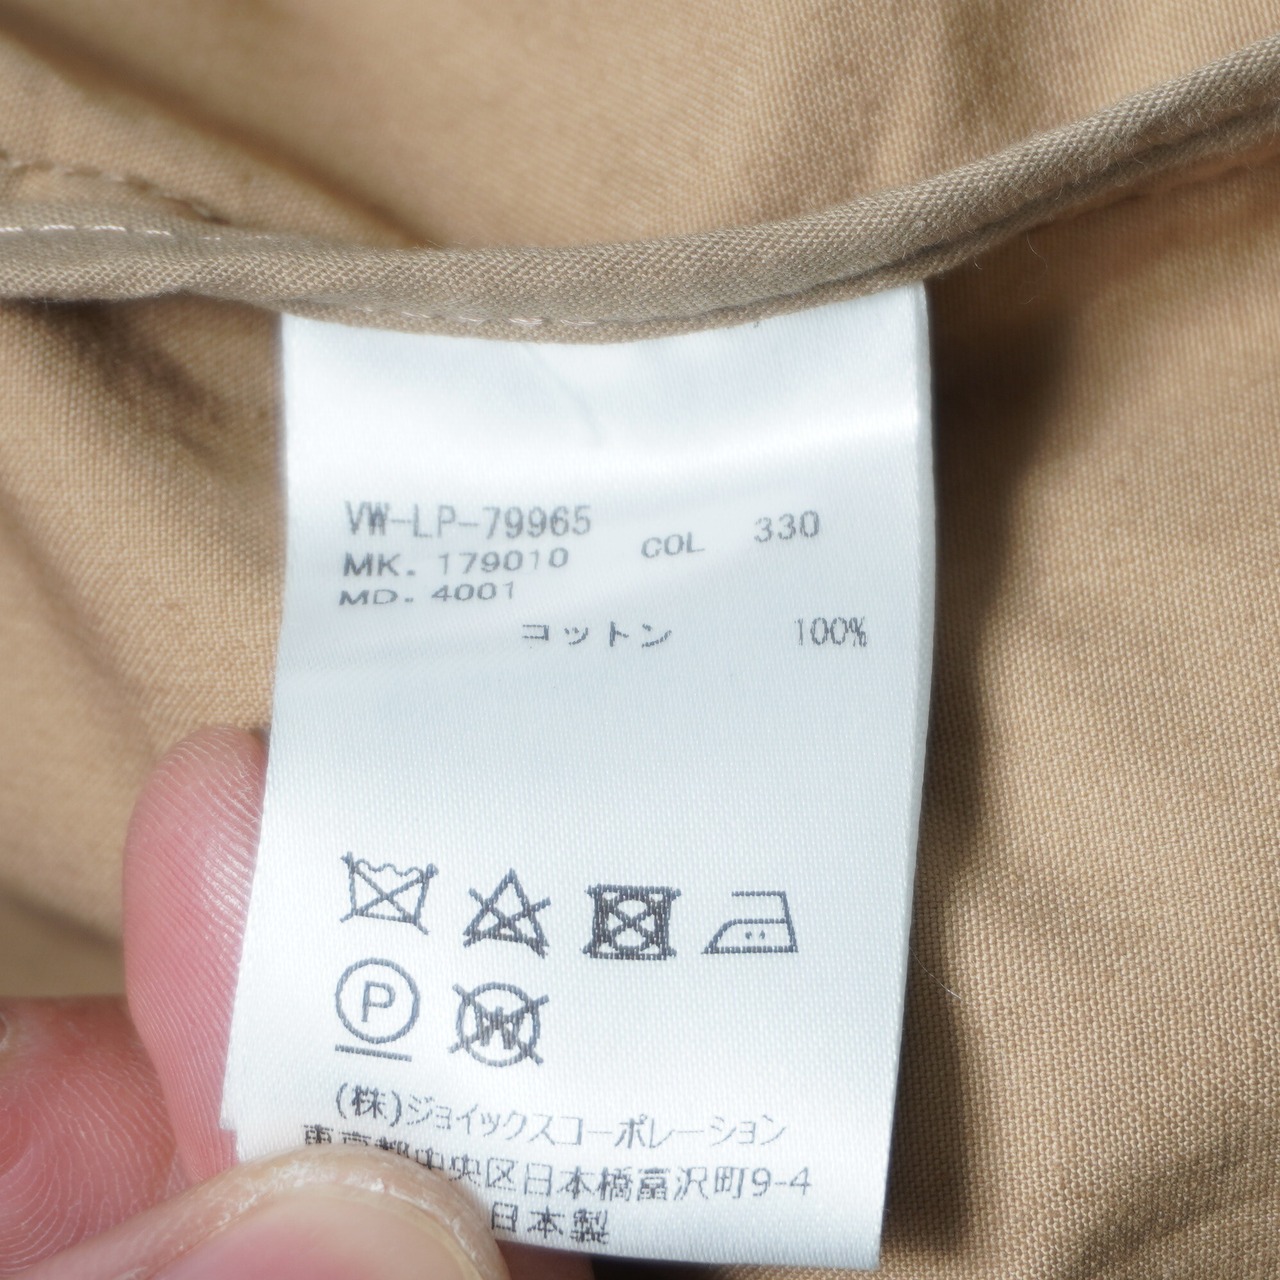 VW-LP-79965 COL 330
MK. 179010
MD. 4001
コットン 100%
P
W
(株)ジョイックスコーポレーション
東京都中央区日本橋富沢町9-4
日本製